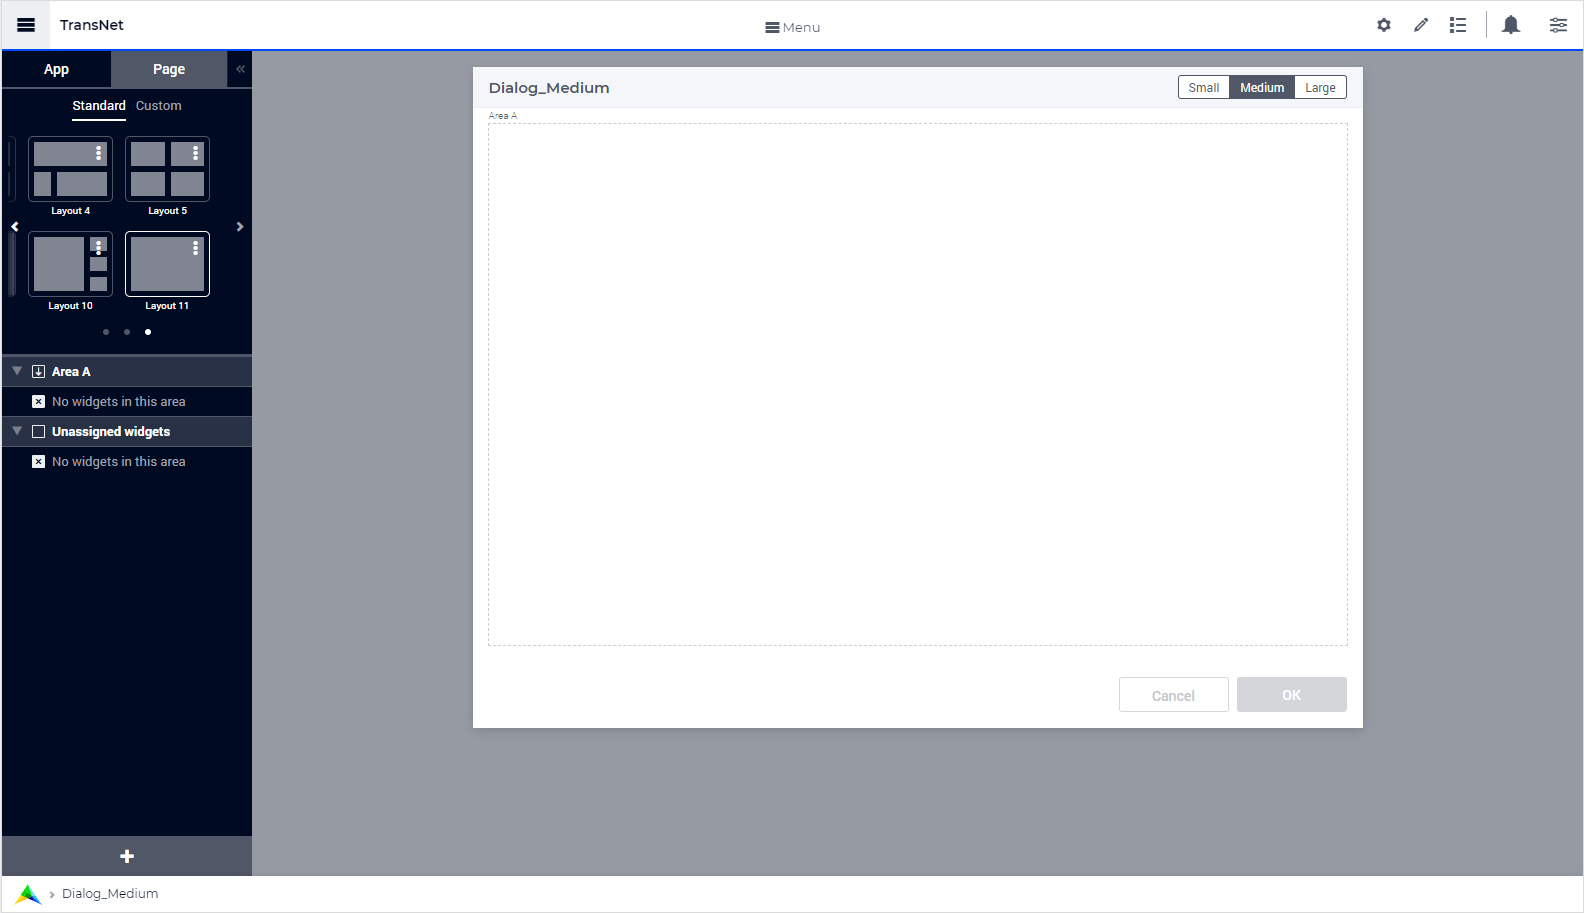 TransNet
Menu
App
Page
Standard
Custom
Layout 4
Layout 5
Layout 10
Layout 11
Area A
No widgets in this area
Unassigned widgets
No widgets in this area
Dialog_Medium
Small
Medium
Large
Area A
Cancel
OK
Dialog_Medium